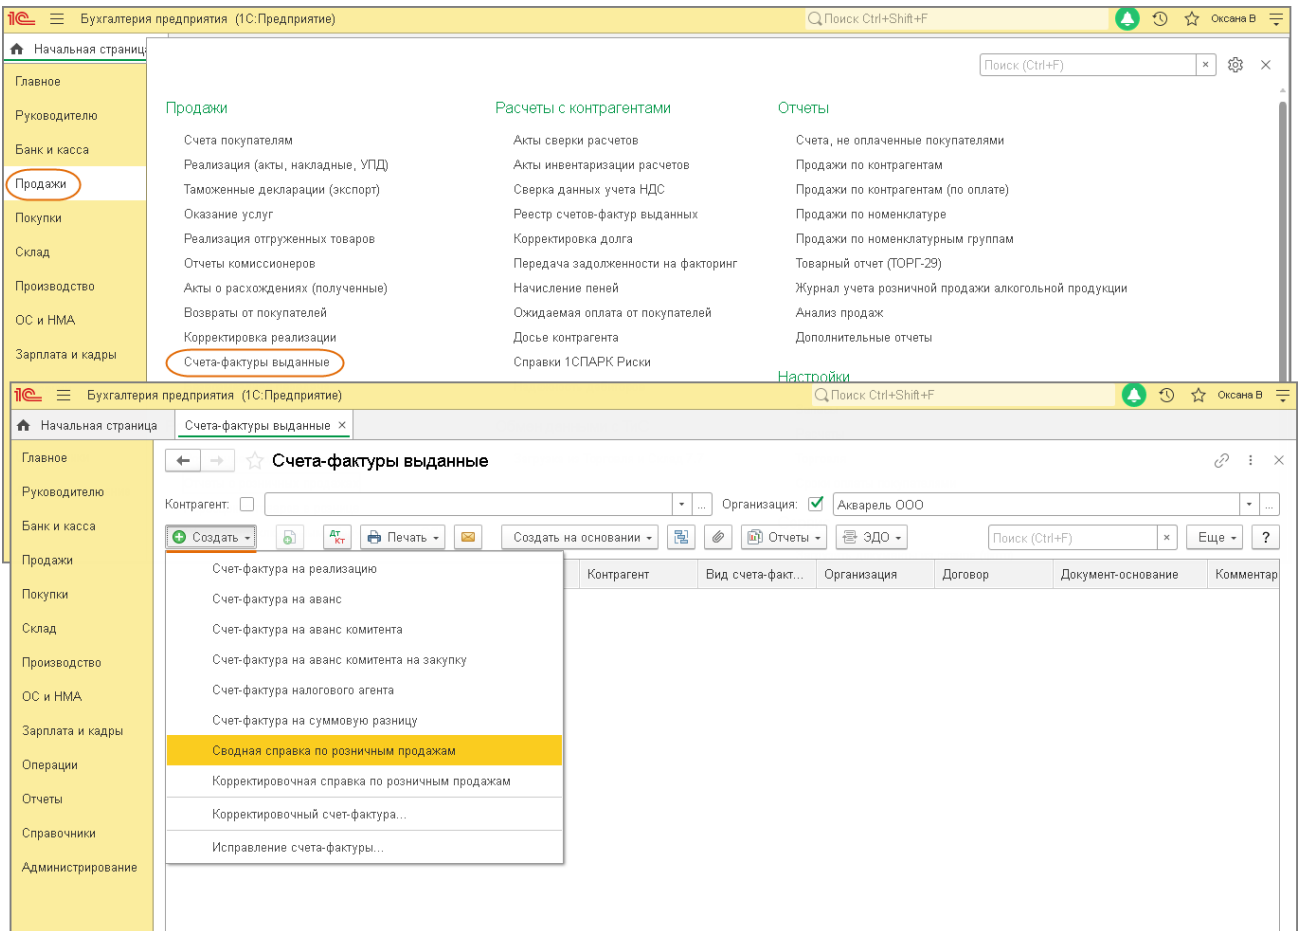 1С Бухгалтерия предприятия (1С:Предприятие) Поиск Ctrl+Shift+F Оксана В
Начальная страница
Поиск (Ctrl+F) ×
Главное
Руководителю
Банк и касса
Продажи
Покупки
Склад
Производство
ОС и НМА
Зарплата и кадры
Продажи
Счета покупателям
Реализация (акты, накладные, УПД)
Таможенные декларации (экспорт)
Оказание услуг
Реализация отгруженных товаров
Отчеты комиссионеров
Акты о расхождениях (полученные)
Возвраты от покупателей
Корректировка реализации
Счета-фактуры выданные
Расчеты с контрагентами
Акты сверки расчетов
Акты инвентаризации расчетов
Сверка данных учета НДС
Реестр счетов-фактур выданных
Корректировка долга
Передача задолженности на факторинг
Начисление пеней
Ожидаемая оплата от покупателей
Досье контрагента
Справки 1СПАРК Риски
Отчеты
Счета, не оплаченные покупателями
Продажи по контрагентам
Продажи по контрагентам (по оплате)
Продажи по номенклатуре
Продажи по номенклатурным группам
Товарный отчет (ТОРГ-29)
Журнал учета розничной продажи алкогольной продукции
Анализ продаж
Дополнительные отчеты
Настройки
1С Бухгалтерия предприятия (1С:Предприятие) Поиск Ctrl+Shift+F Оксана В
Начальная страница Счета-фактуры выданные ×
Главное
Руководителю
Банк и касса
Продажи
Покупки
Склад
Производство
ОС и НМА
Зарплата и кадры
Операции
Отчеты
Справочники
Администрирование
Счета-фактуры выданные
Контрагент: ... Организация: Акварель ООО ...
Создать Дт Кт Печать Создать на основании Отчеты ЭДО Поиск (Ctrl+F) × Еще ?
Контрагент Вид счета-факт... Организация Договор Документ-основание Комментар
Счет-фактура на реализацию
Счет-фактура на аванс
Счет-фактура на аванс комитента
Счет-фактура на аванс комитента на закупку
Счет-фактура налогового агента
Счет-фактура на суммовую разницу
Сводная справка по розничным продажам
Корректировочная справка по розничным продажам
Корректировочный счет-фактура...
Исправление счета-фактуры...